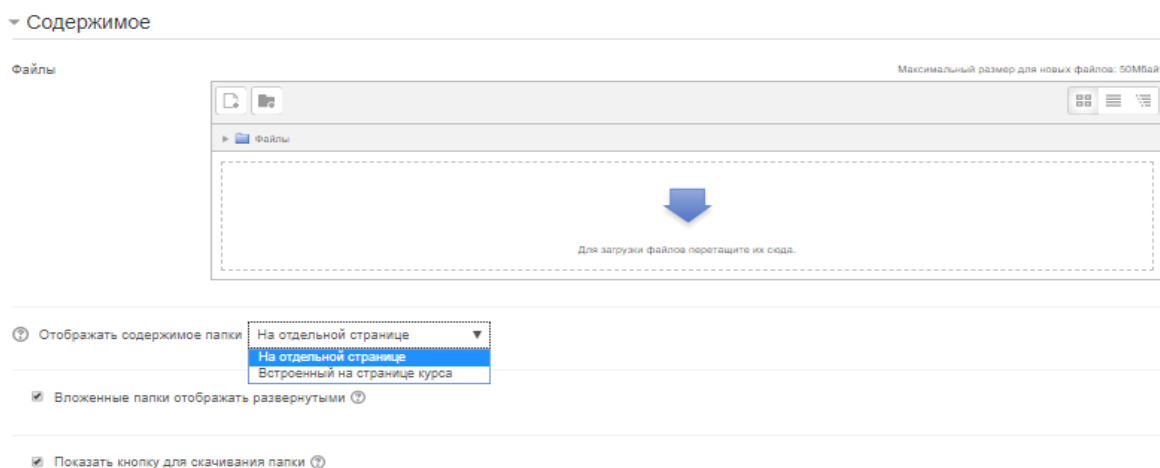 Содержимое
Файлы
Максимальный размер для новых файлов: 50Мбай
Файлы
Для загрузки файлов перетащите их сюда.
Отображать содержимое папки На отдельной странице
На отдельной странице
Встроенный на странице курса
Вложенные папки отображать развернутыми
Показать кнопку для скачивания папки